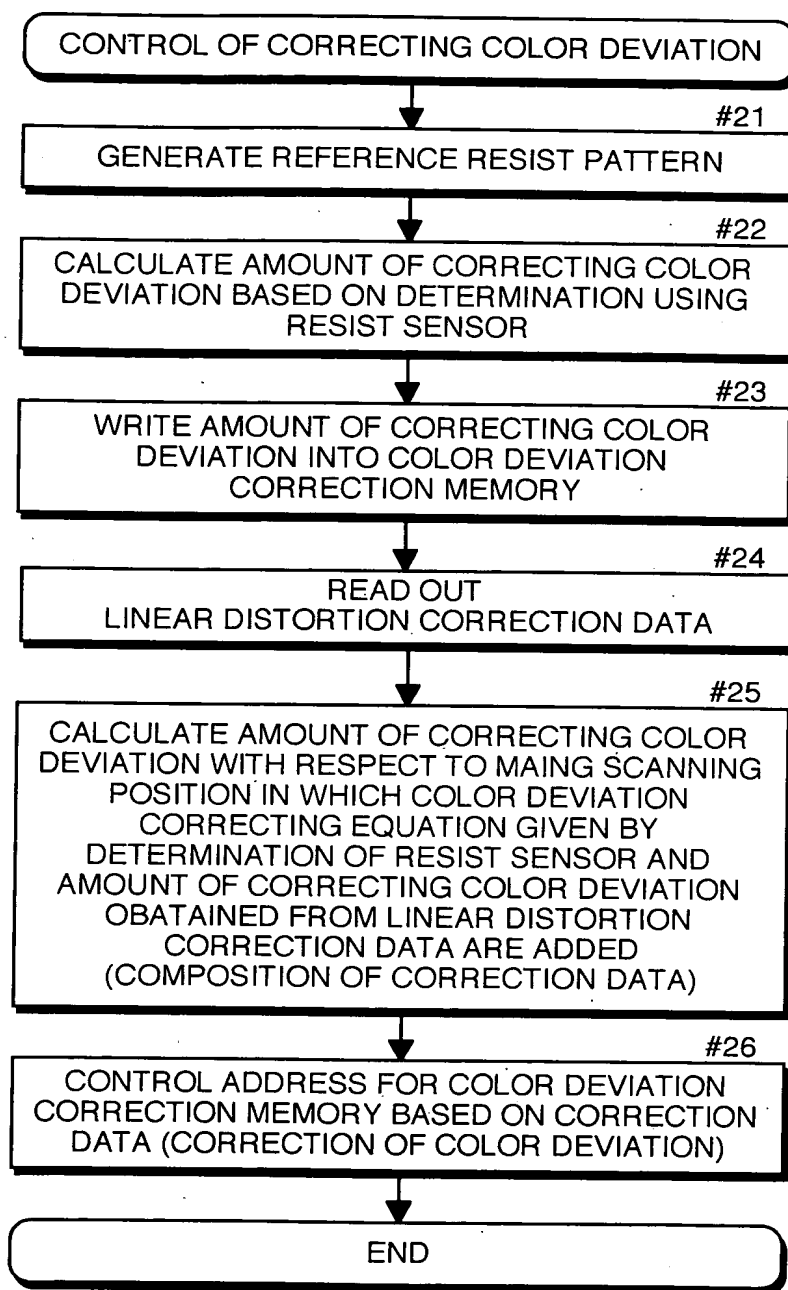 CONTROL OF CORRECTING COLOR DEVIATION
#21
GENERATE REFERENCE RESIST PATTERN
#22
CALCULATE AMOUNT OF CORRECTING COLOR
DEVIATION BASED ON DETERMINATION USING
RESIST SENSOR
#23
WRITE AMOUNT OF CORRECTING COLOR
DEVIATION INTO COLOR DEVIATION
CORRECTION MEMORY
#24
READ OUT
LINEAR DISTORTION CORRECTION DATA
#25
CALCULATE AMOUNT OF CORRECTING COLOR
DEVIATION WITH RESPECT TO MAING SCANNING
POSITION IN WHICH COLOR DEVIATION
CORRECTING EQUATION GIVEN BY
DETERMINATION OF RESIST SENSOR AND
AMOUNT OF CORRECTING COLOR DEVIATION
OBATAINED FROM LINEAR DISTORTION
CORRECTION DATA ARE ADDED
(COMPOSITION OF CORRECTION DATA)
#26
CONTROL ADDRESS FOR COLOR DEVIATION
CORRECTION MEMORY BASED ON CORRECTION
DATA (CORRECTION OF COLOR DEVIATION)
END